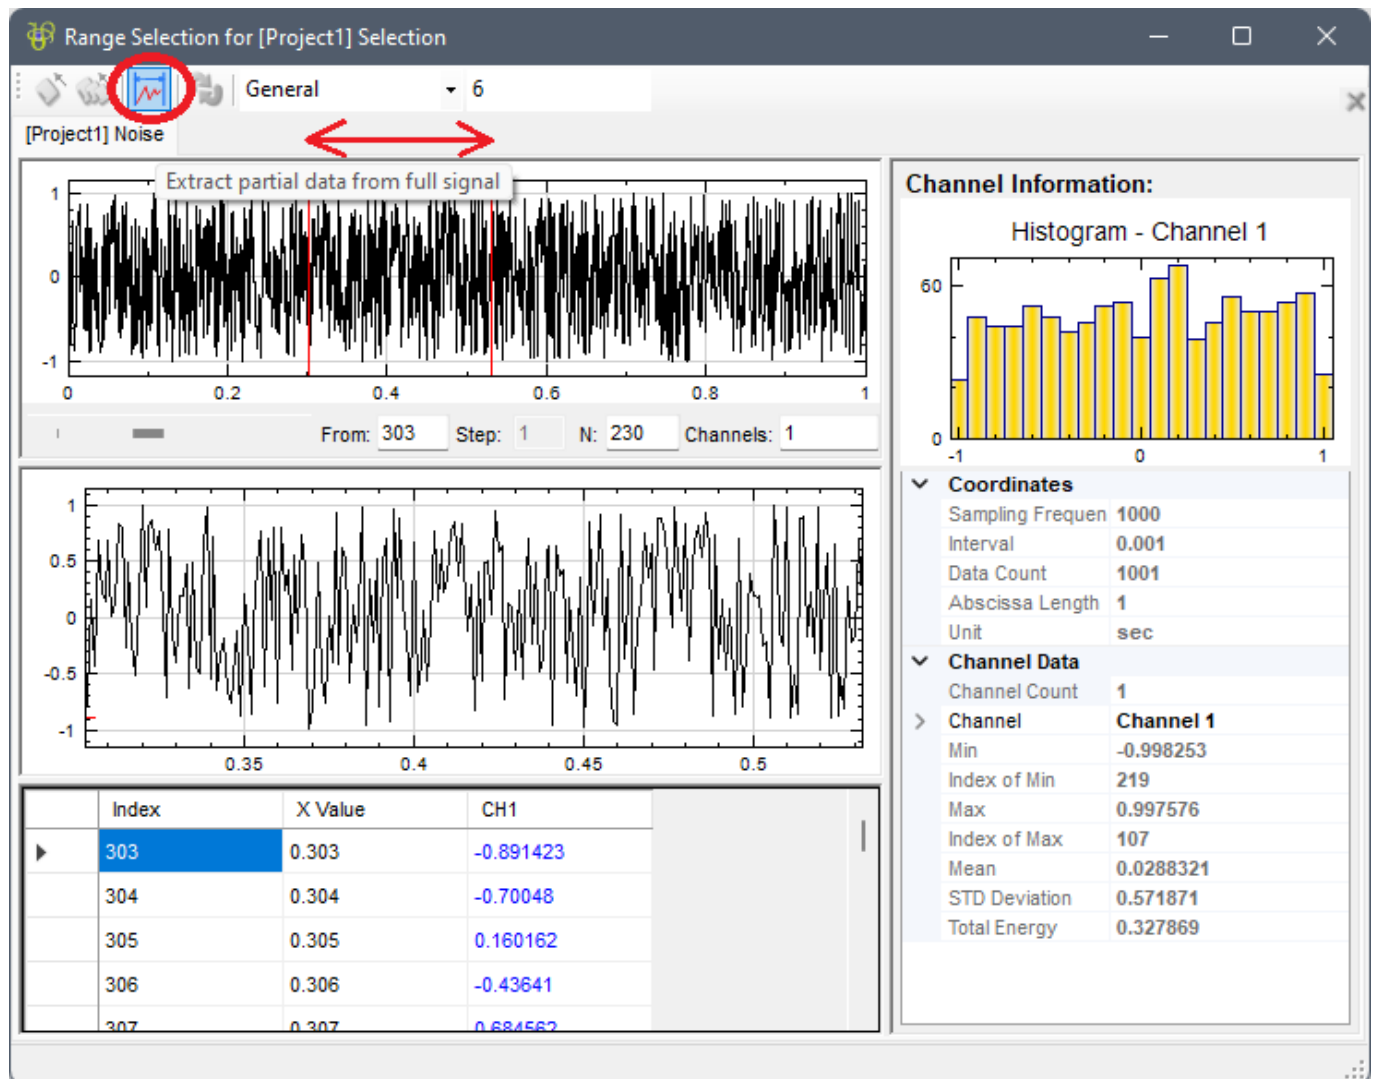 Range Selection for [Project1] Selection
General 6
[Project1] Noise
Extract partial data from full signal
1
0
-1
0 0.2 0.4 0.6 0.8 1
From: 303 Step: 1 N: 230 Channels: 1
1
0.5
0
-0.5
-1
0.35 0.4 0.45 0.5
Index X Value CH1
303 0.303 -0.891423
304 0.304 -0.70048
305 0.305 0.160162
306 0.306 -0.43641
307 0.307 0.684562
Channel Information:
Histogram - Channel 1
60
0
-1 0 1
Coordinates
Sampling Frequen 1000
Interval 0.001
Data Count 1001
Abscissa Length 1
Unit sec
Channel Data
Channel Count 1
Channel Channel 1
Min -0.998253
Index of Min 219
Max 0.997576
Index of Max 107
Mean 0.0288321
STD Deviation 0.571871
Total Energy 0.327869